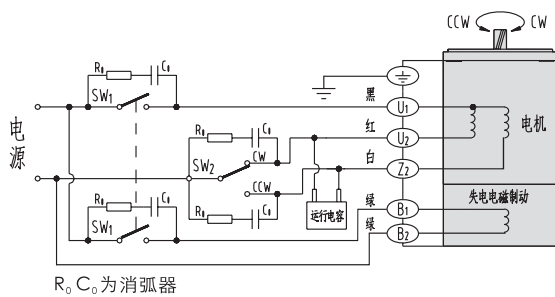 CCW CW
R₀ C₀
SW₁
黑 U₁
红 U₂
电机
电源
R₀ C₀
SW₂ CW
白 Z₂
CCW
失电电磁制动
R₀ C₀
运行电容
绿 B₁
R₀ C₀
SW₁
绿 B₂
R₀ C₀为消弧器